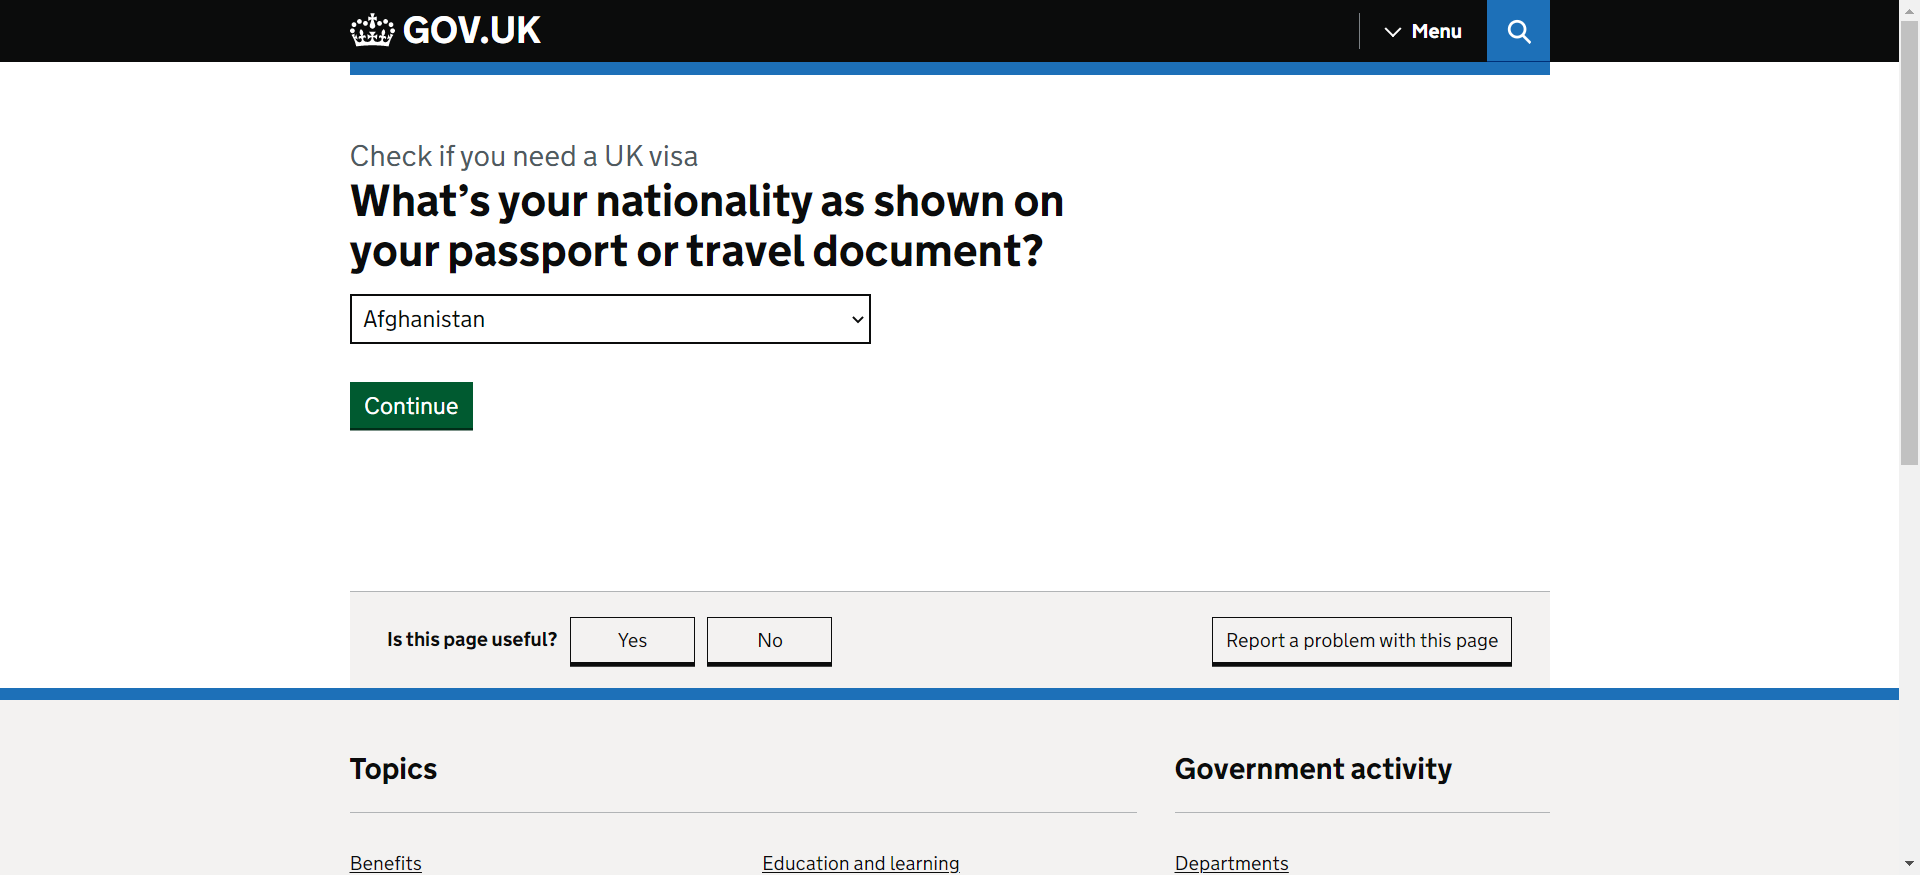 GOV.UK
Menu
Check if you need a UK visa
What’s your nationality as shown on
your passport or travel document?
Afghanistan
Continue
Is this page useful?
Yes
No
Report a problem with this page
Topics
Government activity
Benefits
Education and learning
Departments